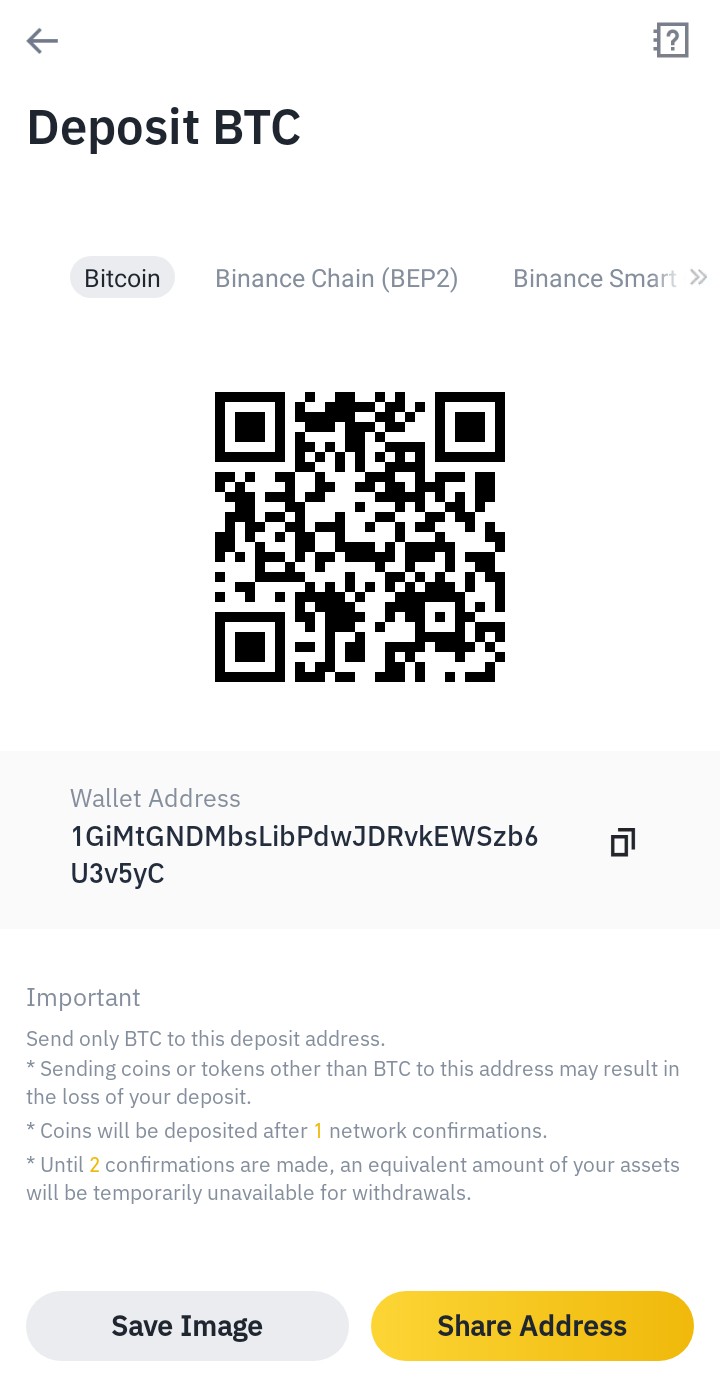 Deposit BTC
Bitcoin Binance Chain (BEP2) Binance Smart
Wallet Address
1GiMtGNDMbsLibPdwJDRvkEWSzb6
U3v5yC
Important
Send only BTC to this deposit address.
* Sending coins or tokens other than BTC to this address may result in
the loss of your deposit.
* Coins will be deposited after 1 network confirmations.
* Until 2 confirmations are made, an equivalent amount of your assets
will be temporarily unavailable for withdrawals.
Save Image Share Address